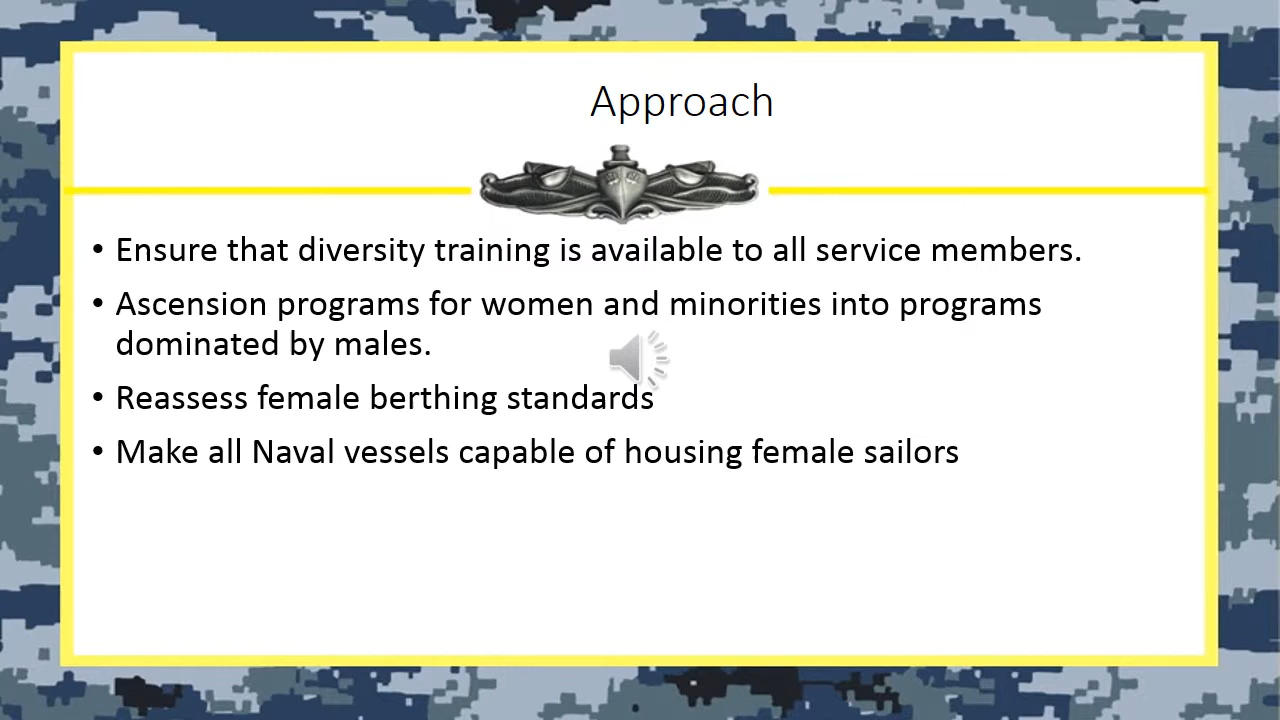 Approach
• Ensure that diversity training is available to all service members.
• Ascension programs for women and minorities into programs
dominated by males.
• Reassess female berthing standards
• Make all Naval vessels capable of housing female sailors